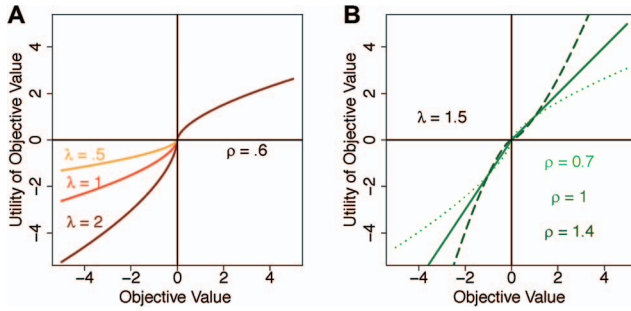 A
Utility of Objective Value
4
2
0
−2
−4
λ = .5
λ = 1
λ = 2
ρ = .6
−4 −2 0 2 4
Objective Value
B
Utility of Objective Value
4
2
0
−2
−4
λ = 1.5
ρ = 0.7
ρ = 1
ρ = 1.4
−4 −2 0 2 4
Objective Value